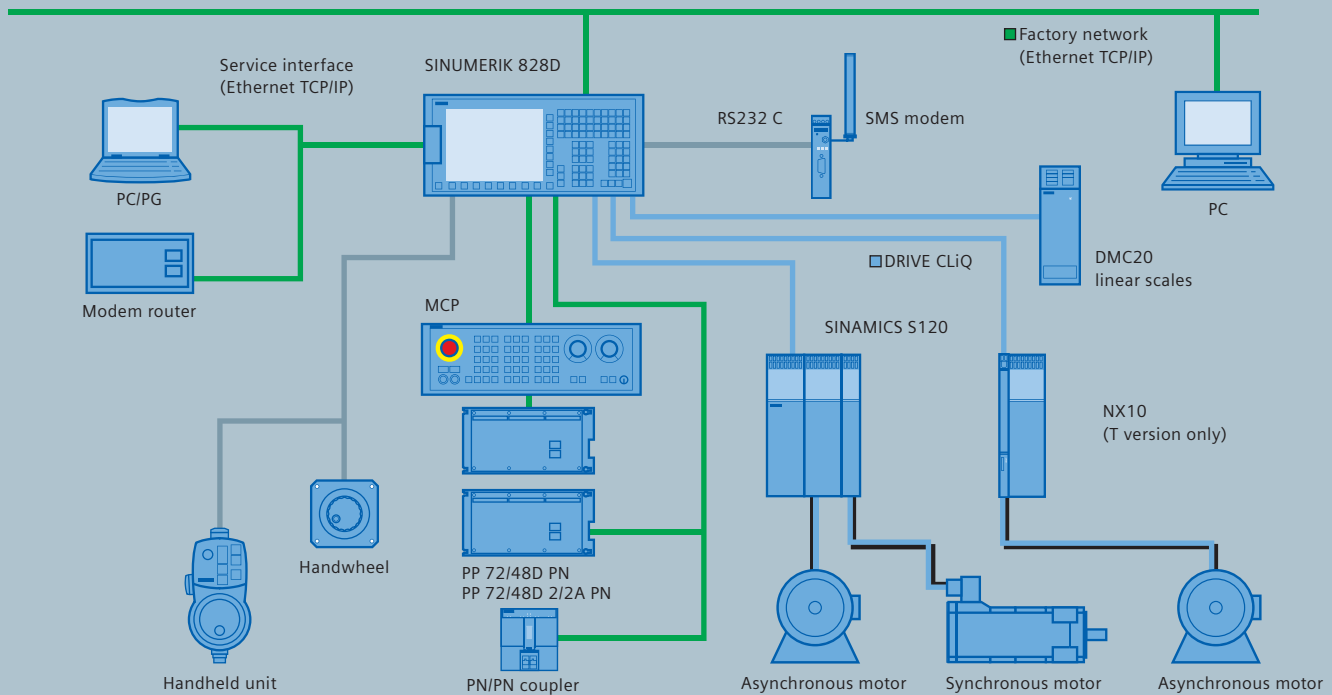 Factory network
(Ethernet TCP/IP)
Service interface
(Ethernet TCP/IP)
SINUMERIK 828D
RS232 C
SMS modem
PC/PG
PC
Modem router
DRIVE CLiQ
DMC20
linear scales
MCP
SINAMICS S120
NX10
(T version only)
Handwheel
PP 72/48D PN
PP 72/48D 2/2A PN
Handheld unit
PN/PN coupler
Asynchronous motor
Synchronous motor
Asynchronous motor